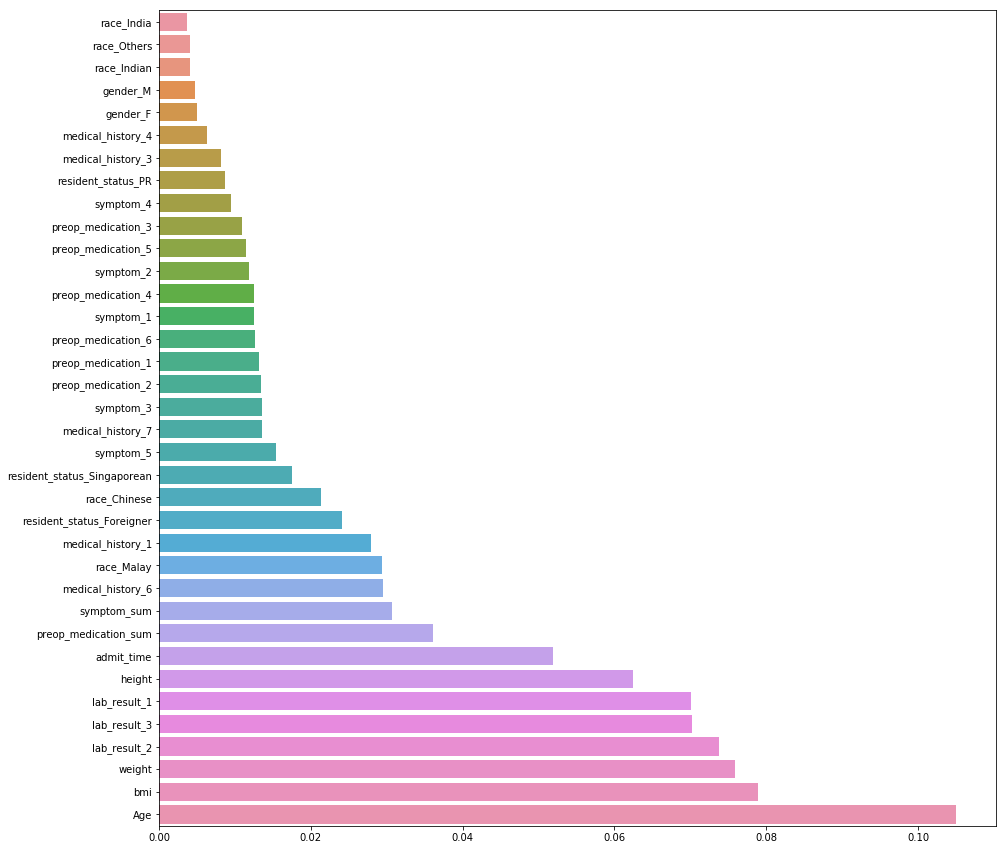 race_India
race_Others
race_Indian
gender_M
gender_F
medical_history_4
medical_history_3
resident_status_PR
symptom_4
preop_medication_3
preop_medication_5
symptom_2
preop_medication_4
symptom_1
preop_medication_6
preop_medication_1
preop_medication_2
symptom_3
medical_history_7
symptom_5
resident_status_Singaporean
race_Chinese
resident_status_Foreigner
medical_history_1
race_Malay
medical_history_6
symptom_sum
preop_medication_sum
admit_time
height
lab_result_1
lab_result_3
lab_result_2
weight
bmi
Age
0.00 0.02 0.04 0.06 0.08 0.10